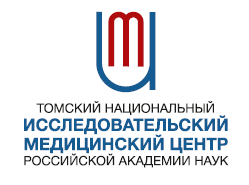 ТОМСКИЙ НАЦИОНАЛЬНЫЙ
ИССЛЕДОВАТЕЛЬСКИЙ
МЕДИЦИНСКИЙ ЦЕНТР
РОССИЙСКОЙ АКАДЕМИИ НАУК